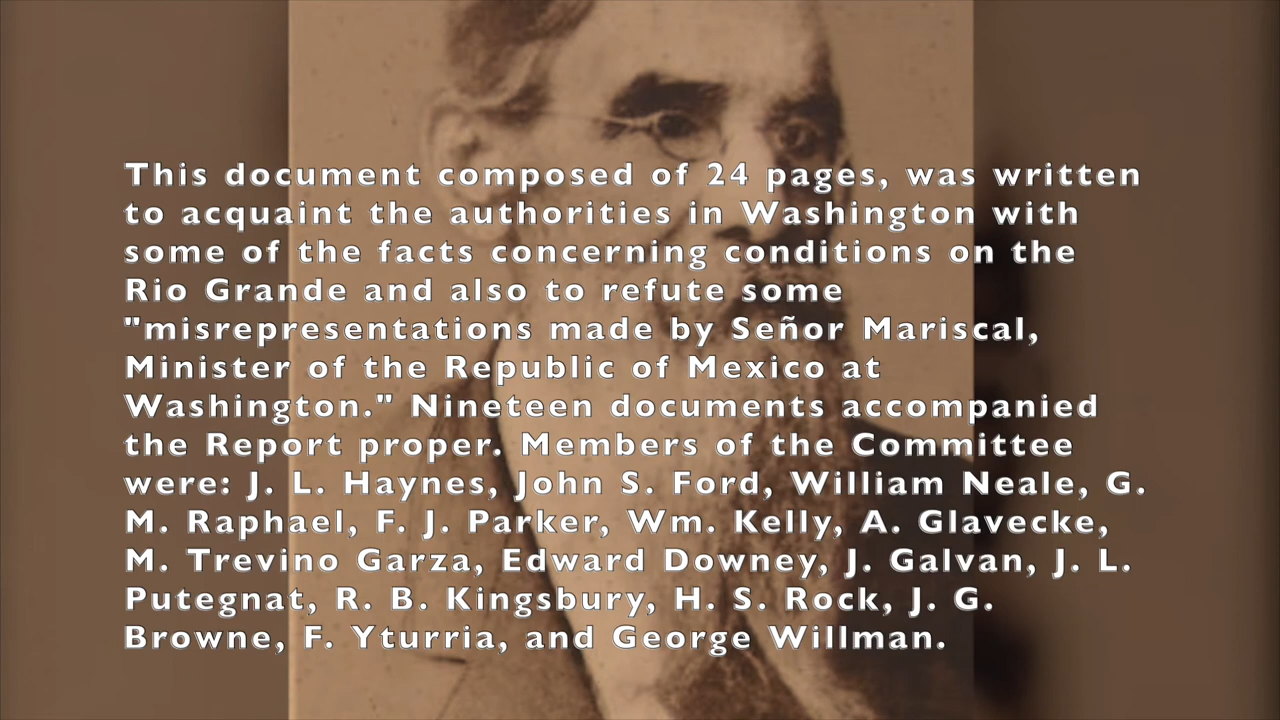 This document composed of 24 pages, was written
to acquaint the authorities in Washington with
some of the facts concerning conditions on the
Rio Grande and also to refute some
"misrepresentations made by Señor Mariscal,
Minister of the Republic of Mexico at
Washington." Nineteen documents accompanied
the Report proper. Members of the Committee
were: J. L. Haynes, John S. Ford, William Neale, G.
M. Raphael, F. J. Parker, Wm. Kelly, A. Glavecke,
M. Trevino Garza, Edward Downey, J. Galvan, J. L.
Putegnat, R. B. Kingsbury, H. S. Rock, J. G.
Browne, F. Yturria, and George Willman.